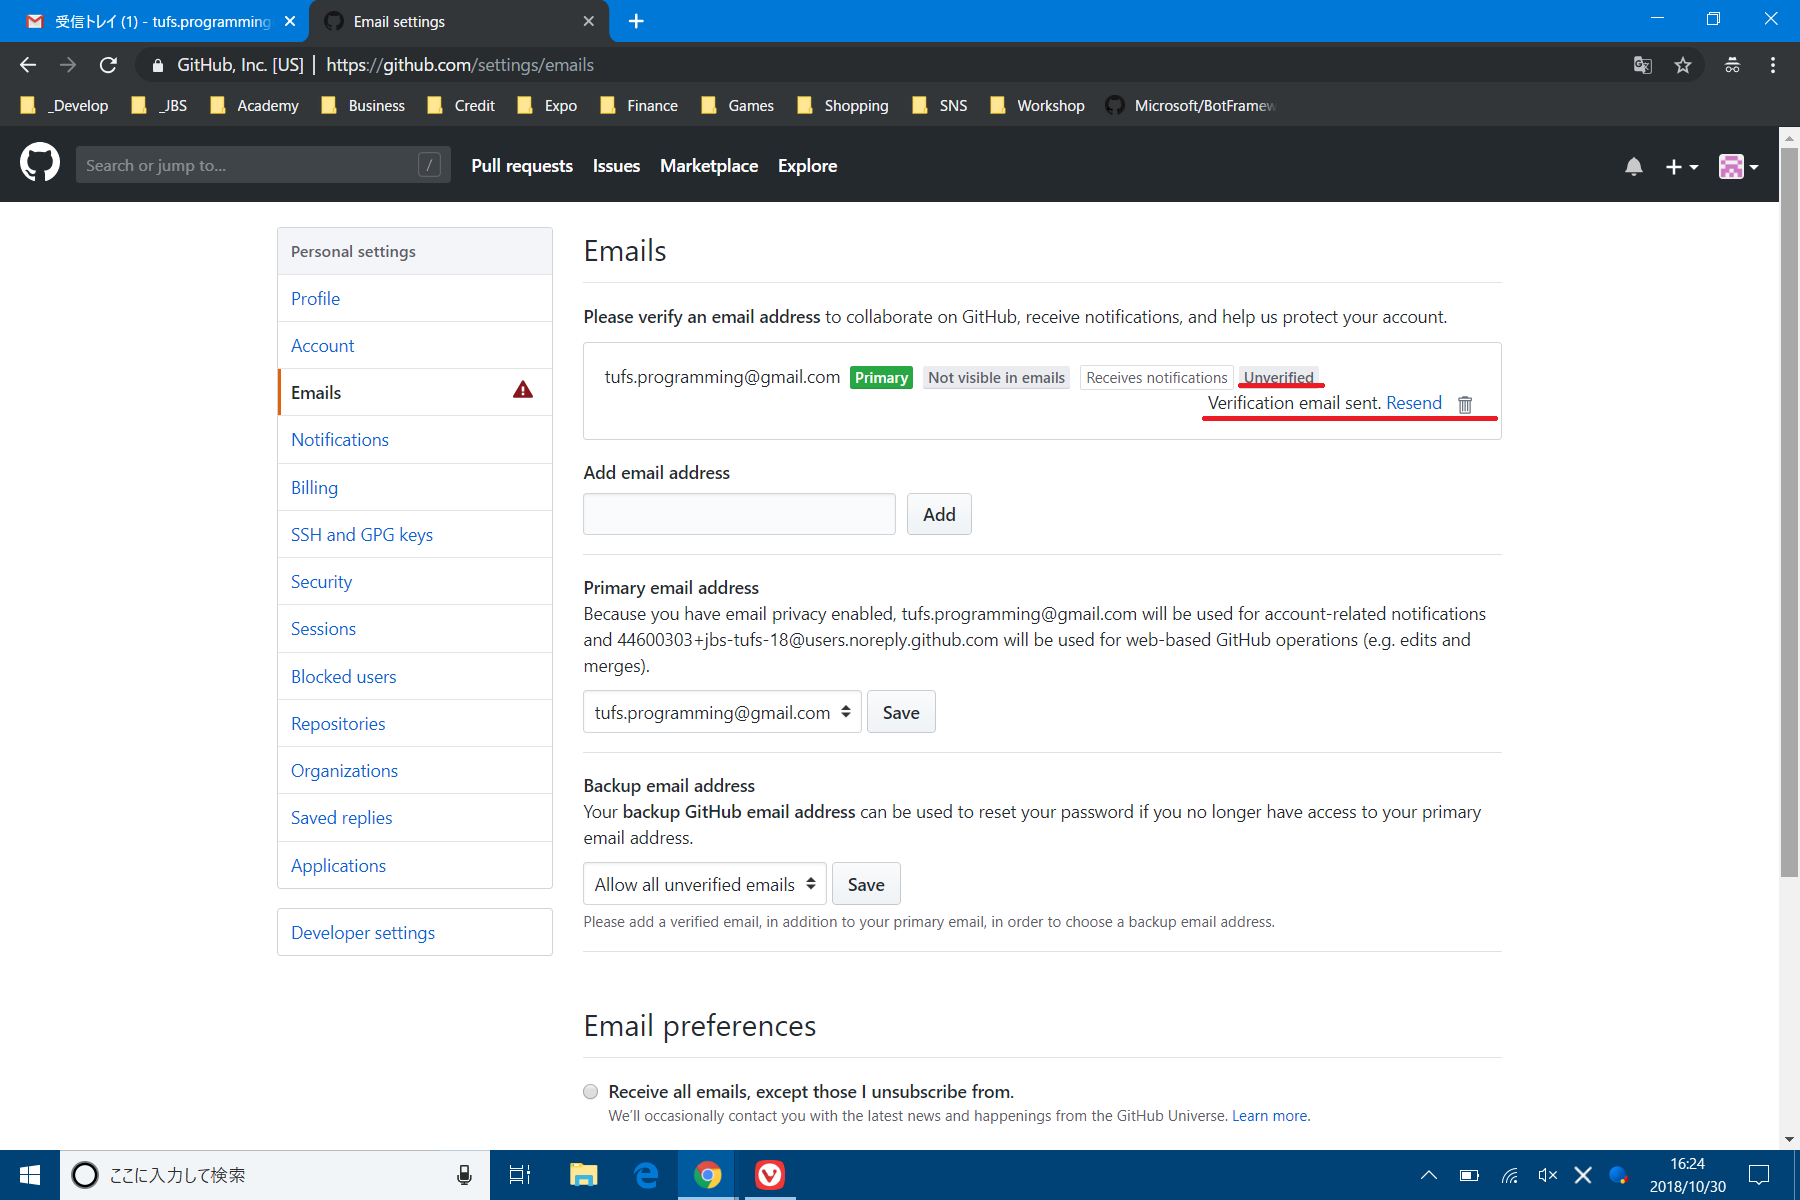 受信トレイ (1) - tufs.programming
Email settings
GitHub, Inc. [US] | https://github.com/settings/emails
_Develop
_JBS
Academy
Business
Credit
Expo
Finance
Games
Shopping
SNS
Workshop
Microsoft/BotFramew
Search or jump to...
/
Pull requests
Issues
Marketplace
Explore
Personal settings
Profile
Account
Emails
Notifications
Billing
SSH and GPG keys
Security
Sessions
Blocked users
Repositories
Organizations
Saved replies
Applications
Developer settings
Emails
Please verify an email address to collaborate on GitHub, receive notifications, and help us protect your account.
tufs.programming@gmail.com Primary Not visible in emails Receives notifications Unverified
Verification email sent. Resend
Add email address
Add
Primary email address
Because you have email privacy enabled, tufs.programming@gmail.com will be used for account-related notifications
and 44600303+jbs-tufs-18@users.noreply.github.com will be used for web-based GitHub operations (e.g. edits and
merges).
tufs.programming@gmail.com
Save
Backup email address
Your backup GitHub email address can be used to reset your password if you no longer have access to your primary
email address.
Allow all unverified emails
Save
Please add a verified email, in addition to your primary email, in order to choose a backup email address.
Email preferences
Receive all emails, except those I unsubscribe from.
We'll occasionally contact you with the latest news and happenings from the GitHub Universe. Learn more.
ここに入力して検索
16:24
2018/10/30